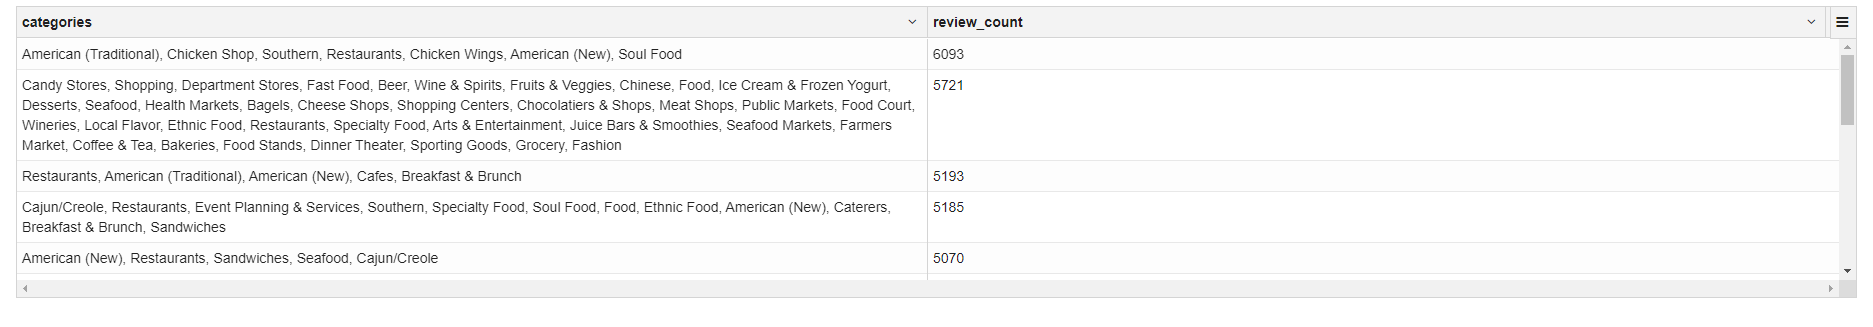 categories review_count
American (Traditional), Chicken Shop, Southern, Restaurants, Chicken Wings, American (New), Soul Food 6093
Candy Stores, Shopping, Department Stores, Fast Food, Beer, Wine & Spirits, Fruits & Veggies, Chinese, Food, Ice Cream & Frozen Yogurt, 5721
Desserts, Seafood, Health Markets, Bagels, Cheese Shops, Shopping Centers, Chocolatiers & Shops, Meat Shops, Public Markets, Food Court,
Wineries, Local Flavor, Ethnic Food, Restaurants, Specialty Food, Arts & Entertainment, Juice Bars & Smoothies, Seafood Markets, Farmers
Market, Coffee & Tea, Bakeries, Food Stands, Dinner Theater, Sporting Goods, Grocery, Fashion
Restaurants, American (Traditional), American (New), Cafes, Breakfast & Brunch 5193
Cajun/Creole, Restaurants, Event Planning & Services, Southern, Specialty Food, Soul Food, Food, Ethnic Food, American (New), Caterers, 5185
Breakfast & Brunch, Sandwiches
American (New), Restaurants, Sandwiches, Seafood, Cajun/Creole 5070